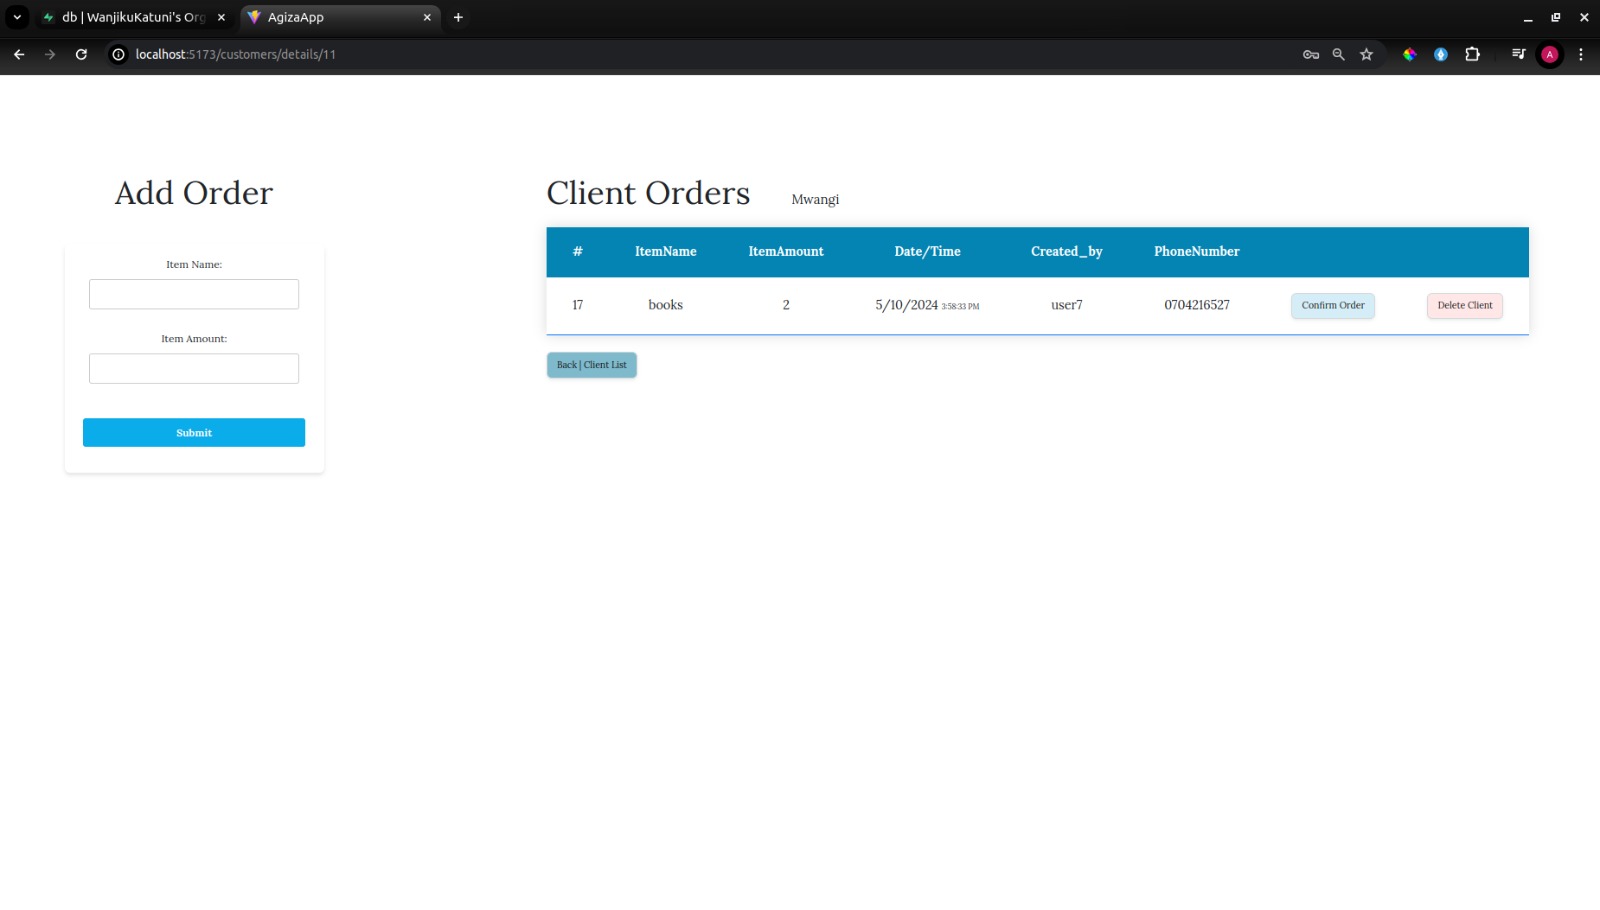 db | WanjikuKatuni's Org
AgizaApp
localhost:5173/customers/details/11
A
Add Order
Item Name:
Item Amount:
Submit
Client Orders Mwangi
# ItemName ItemAmount Date/Time Created_by PhoneNumber
17 books 2 5/10/2024 3:58:33 PM user7 0704216527 Confirm Order Delete Client
Back | Client List